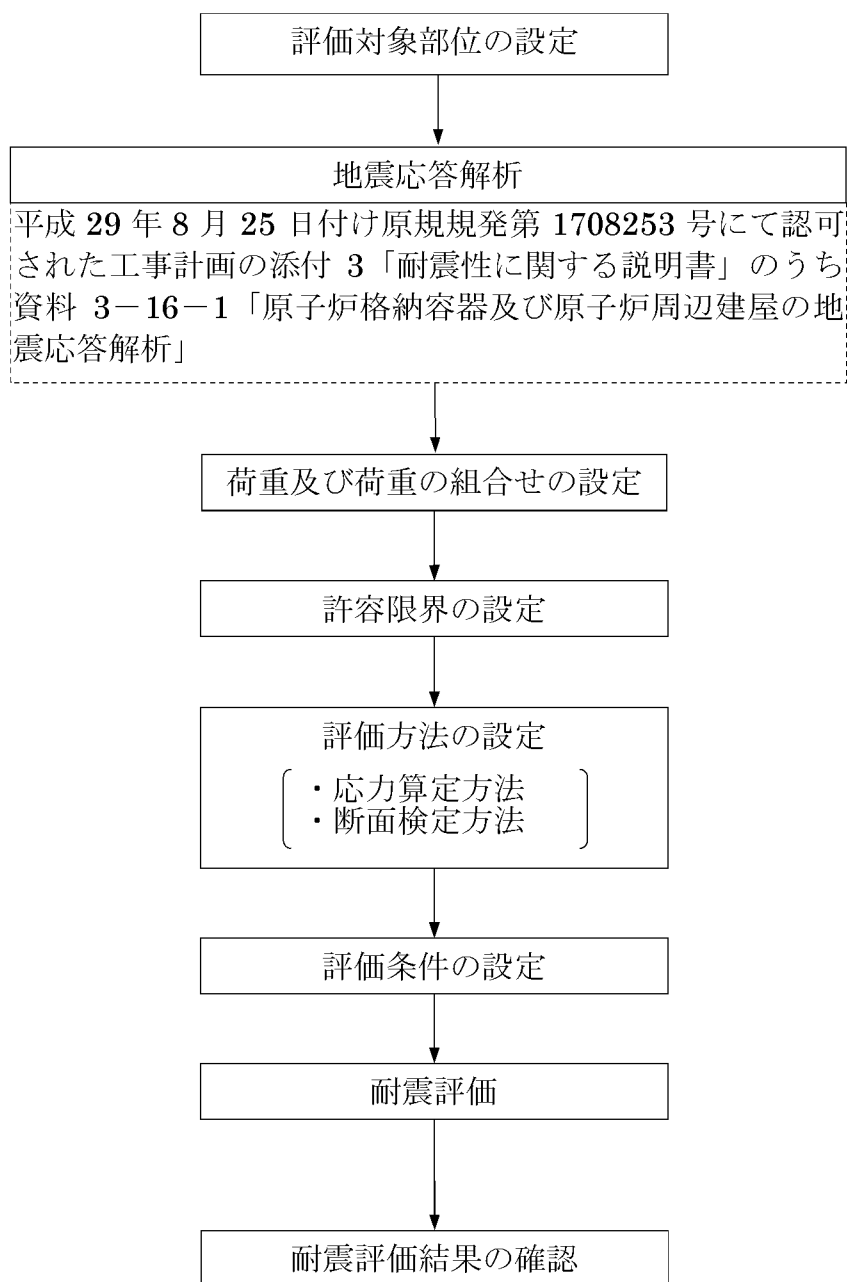 評価対象部位の設定
地震応答解析
平成 29 年 8 月 25 日付け原規規発第 1708253 号にて認可
された工事計画の添付 3「耐震性に関する説明書」のうち
資料 3－16－1「原子炉格納容器及び原子炉周辺建屋の地
震応答解析」
荷重及び荷重の組合せの設定
許容限界の設定
評価方法の設定
・応力算定方法
・断面検定方法
評価条件の設定
耐震評価
耐震評価結果の確認